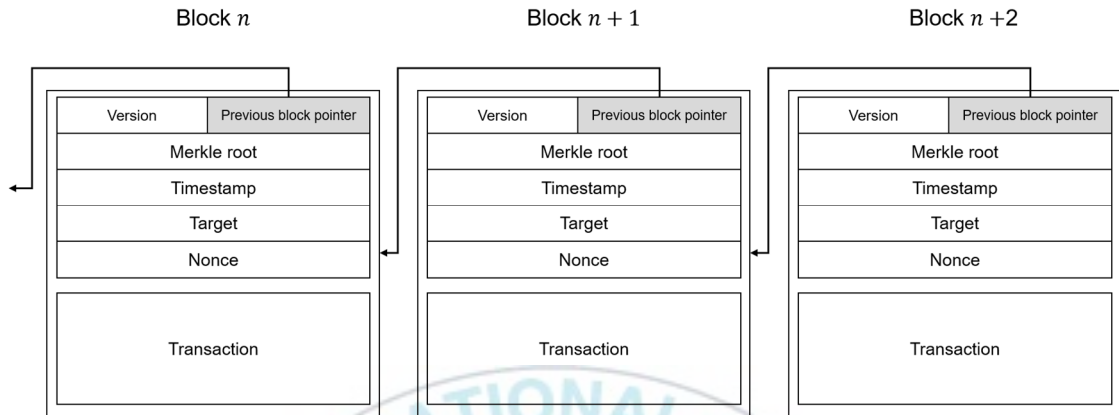 Block n
Block n + 1
Block n +2
Version
Previous block pointer
Merkle root
Timestamp
Target
Nonce
Transaction
Version
Previous block pointer
Merkle root
Timestamp
Target
Nonce
Transaction
Version
Previous block pointer
Merkle root
Timestamp
Target
Nonce
Transaction
ATIONAL